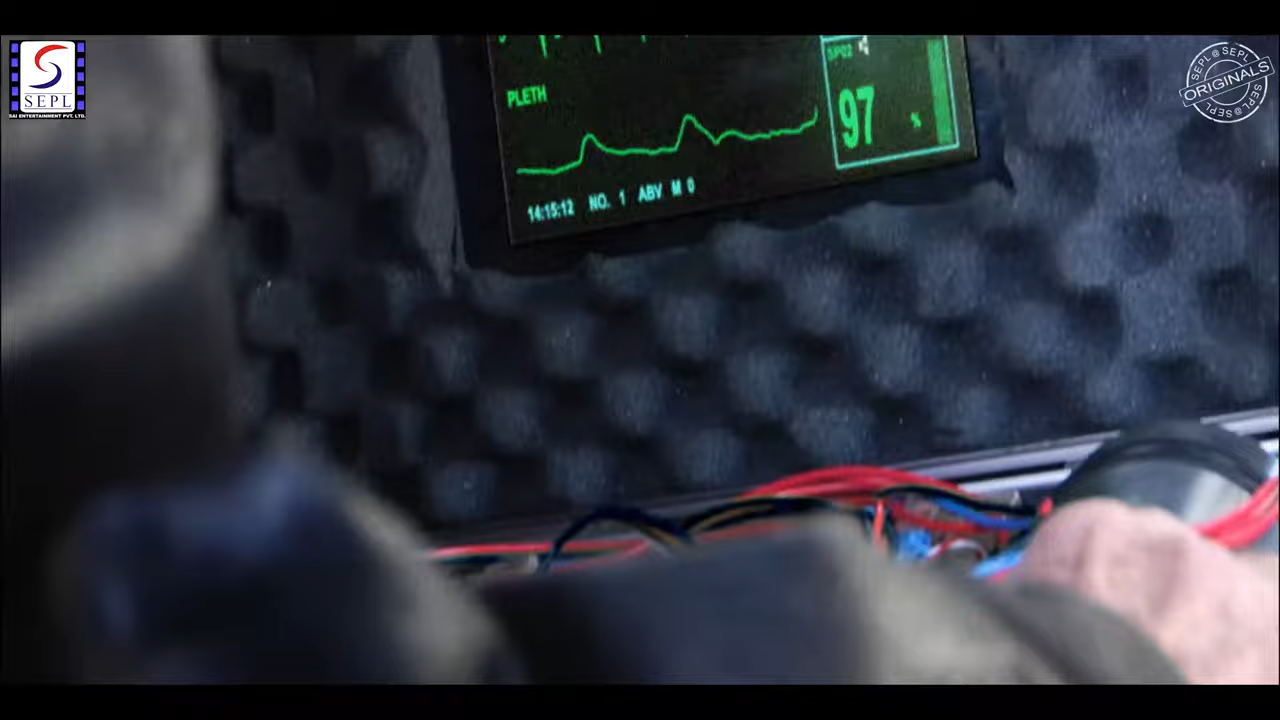 SEPL
SAI ENTERTAINMENT PVT. LTD.
SEPL@SEPL
ORIGINALS
SEPL@SEPL
SPO2
97
%
PLETH
14:15:12 NO. 1 ABV M 0